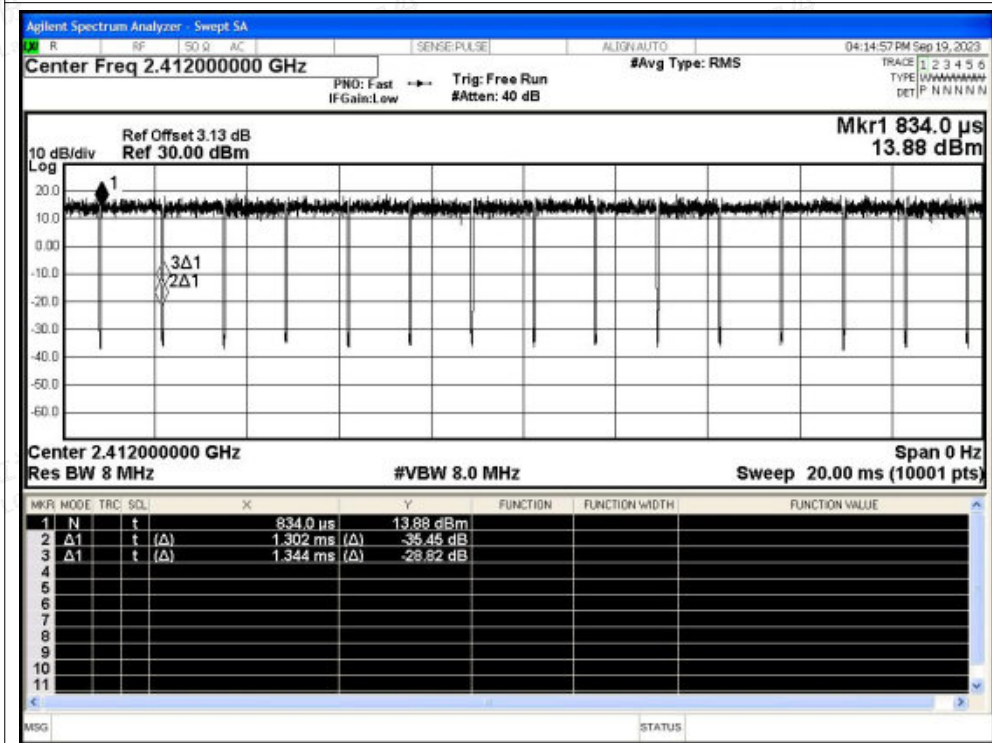 Agilent Spectrum Analyzer - Swept SA
R RF 50 Ω AC SENSE:PULSE ALIGN AUTO 04:14:57 PM Sep 19, 2023
Center Freq 2.412000000 GHz
PNO: Fast
IFGain:Low
Trig: Free Run
#Atten: 40 dB
#Avg Type: RMS
TRACE 1 2 3 4 5 6
TYPE WWWWWWW
DET P N N N N N
Mkr1 834.0 µs
13.88 dBm
Ref Offset 3.13 dB
10 dB/div Ref 30.00 dBm
Log
20.0
10.0
0.00
-10.0
-20.0
-30.0
-40.0
-50.0
-60.0
1
3Δ1
2Δ1
Center 2.412000000 GHz Span 0 Hz
Res BW 8 MHz #VBW 8.0 MHz Sweep 20.00 ms (10001 pts)
MKR MODE TRC SCL X Y FUNCTION FUNCTION WIDTH FUNCTION VALUE
1 N t 834.0 µs 13.88 dBm
2 Δ1 t (Δ) 1.302 ms (Δ) -35.45 dB
3 Δ1 t (Δ) 1.344 ms (Δ) -28.82 dB
4
5
6
7
8
9
10
11
MSG STATUS